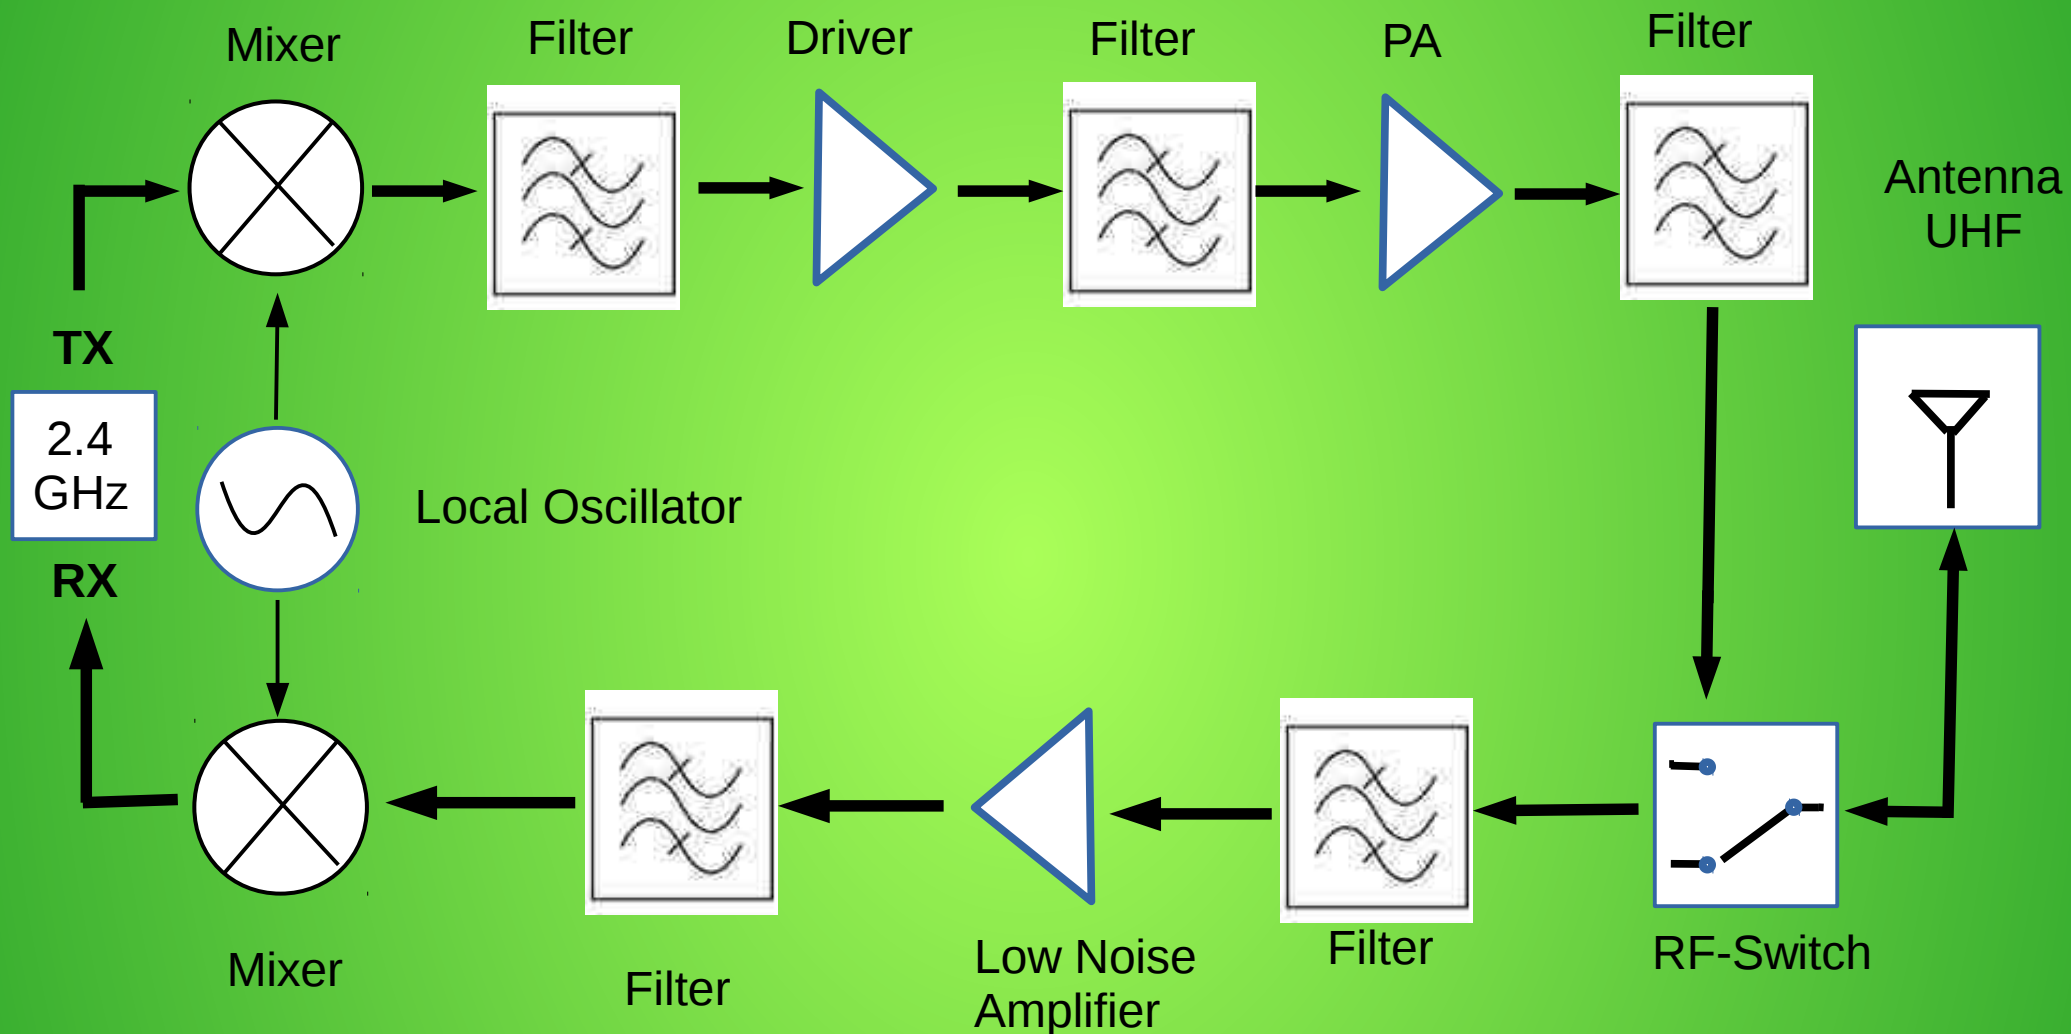 Mixer
Filter
Driver
Filter
PA
Filter
Antenna
UHF
TX
2.4
GHz
Local Oscillator
RX
Mixer
Filter
Low Noise
Amplifier
Filter
RF-Switch